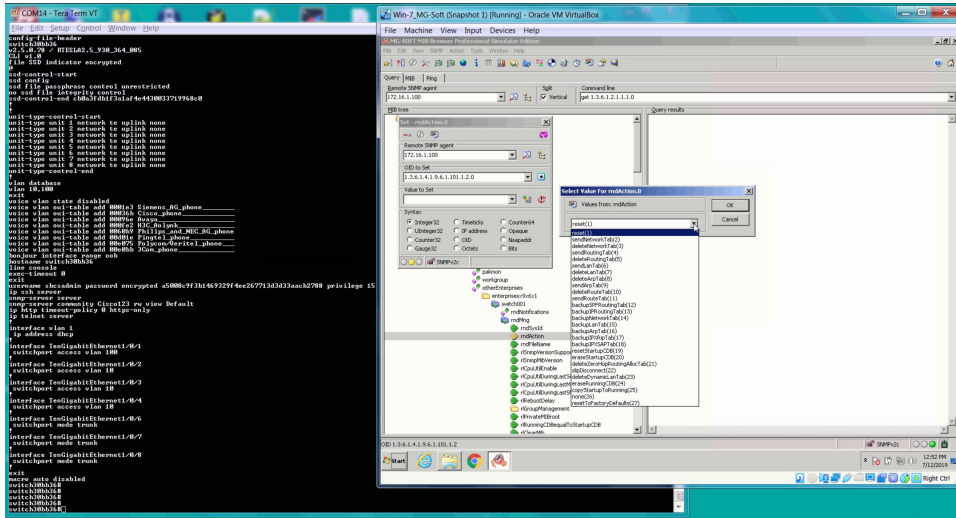 COM14 - Tera Term VT
File Edit Setup Control Window Help
config-file-header
switch30bb36
v2.5.0.78 / RTESLA2.5_930_364_085
CLI v1.0
file SSD indicator encrypted
@
ssd-control-start
ssd config
ssd file passphrase control unrestricted
no ssd file integrity control
ssd-control-end cb0a3fdb1f3a1af4e4430033719968c0
!
!
unit-type-control-start
unit-type unit 1 network te uplink none
unit-type unit 2 network te uplink none
unit-type unit 3 network te uplink none
unit-type unit 4 network te uplink none
unit-type unit 5 network te uplink none
unit-type unit 6 network te uplink none
unit-type unit 7 network te uplink none
unit-type unit 8 network te uplink none
unit-type-control-end
!
vlan database
vlan 10,100
exit
voice vlan state disabled
voice vlan oui-table add 0001e3 Siemens_AG_phone________
voice vlan oui-table add 00036b Cisco_phone_____________
voice vlan oui-table add 00096e Avaya___________________
voice vlan oui-table add 000fe2 H3C_Aolynk______________
voice vlan oui-table add 0060b9 Philips_and_NEC_AG_phone
voice vlan oui-table add 00d01e Pingtel_phone___________
voice vlan oui-table add 00e075 Polycom/Veritel_phone___
voice vlan oui-table add 00e0bb 3Com_phone______________
bonjour interface range oob
hostname switch30bb36
line console
exec-timeout 0
exit
username sbcsadmin password encrypted a5008c9f3b1469329f4ee267713d3d33aacb2788 privilege 15
ip ssh server
snmp-server server
snmp-server community Cisco123 rw view Default
ip http timeout-policy 0 https-only
ip telnet server
!
interface vlan 1
ip address dhcp
!
interface TenGigabitEthernet1/0/1
switchport access vlan 100
!
interface TenGigabitEthernet1/0/2
switchport access vlan 10
!
interface TenGigabitEthernet1/0/3
switchport access vlan 10
!
interface TenGigabitEthernet1/0/4
switchport access vlan 10
!
interface TenGigabitEthernet1/0/6
switchport mode trunk
!
interface TenGigabitEthernet1/0/7
switchport mode trunk
!
interface TenGigabitEthernet1/0/8
switchport mode trunk
!
exit
macro auto disabled
switch30bb36#
switch30bb36#
switch30bb36#
switch30bb36#
switch30bb36#
Win-7_MG-Soft (Snapshot 1) [Running] - Oracle VM VirtualBox
File Machine View Input Devices Help
MG-SOFT MIB Browser Professional Simulator Edition
File Edit View SNMP Action Tools Window Help
Query MIB Ping
Remote SNMP agent
Split
Command line
172.16.1.100
Vertical
get 1.3.6.1.2.1.1.1.0
MIB tree
Query results
Set - rndAction.0
Remote SNMP agent
172.16.1.100
OID to Set
1.3.6.1.4.1.9.6.1.101.1.2.0
Value to Set
Syntax
Integer32 Timeticks Counter64
UInteger32 IP address Opaque
Counter32 OID Nsapaddr
Gauge32 Octets Bits
SNMPv2c
Select Value For rndAction.0
Values from: rndAction
OK
Cancel
reset(1)
reset(1)
sendNetworkTab(2)
deleteNetworkTab(3)
sendRoutingTab(4)
deleteRoutingTab(5)
sendLanTab(6)
deleteLanTab(7)
deleteArpTab(8)
sendArpTab(9)
deleteRouteTab(10)
sendRouteTab(11)
backupSPFRoutingTab(12)
backupIPRoutingTab(13)
backupNetworkTab(14)
backupLanTab(15)
backupArpTab(16)
backupIPXRipTab(17)
backupIPXSAPTab(18)
resetStartupCDB(19)
eraseStartupCDB(20)
deleteZeroHopRoutingAllocTab(21)
slipDisconnect(22)
deleteDynamicLanTab(23)
eraseRunningCDB(24)
copyStartupToRunning(25)
none(26)
resetToFactoryDefaults(27)
pakmon
workgroup
otherEnterprises
enterprises9x6x1
switch001
rndNotifications
rndMng
rndSysId
rndAction
rndFileName
rlSnmpVersionSuppor
rlSnmpMibVersion
rlCpuUtilEnable
rlCpuUtilDuringLastS
rlCpuUtilDuringLastM
rlCpuUtilDuringLast5
rlRebootDelay
rlGroupManagement
rlPrivateMIBroot
rlRunningCDBequalToStartupCDB
rlClearMib
OID 1.3.6.1.4.1.9.6.1.101.1.2
SNMPv2c
Start
12:52 PM
7/12/2019
Right Ctrl